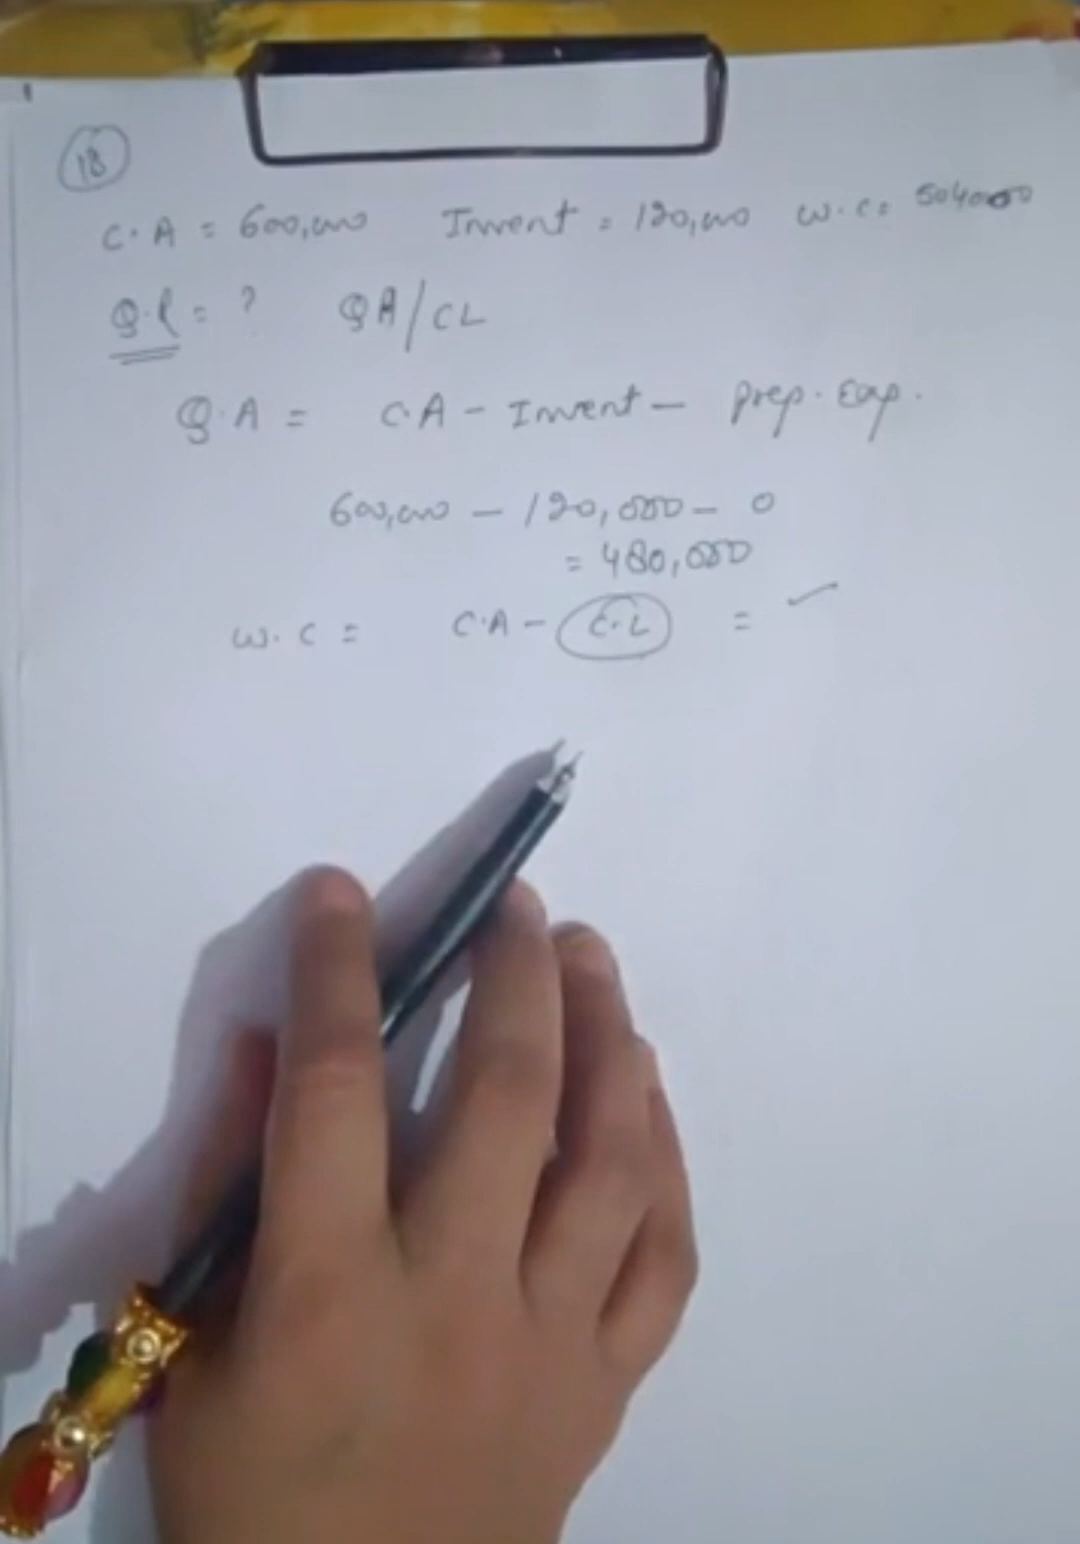 18
C.A = 600,000 Invent = 120,000 W.C = 504000
Q.R = ? QA/CL
Q.A = C.A - Invent - Prep. Exp.
600,000 - 120,000 - 0
= 480,000
W.C = C.A - C.L =